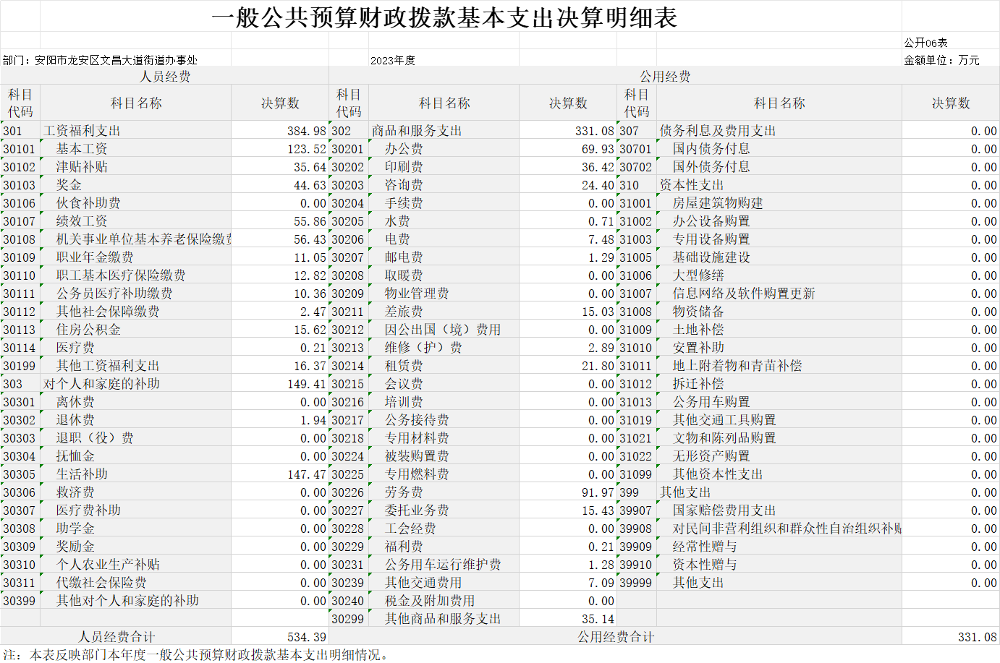 一般公共预算财政拨款基本支出决算明细表
公开06表
部门：安阳市龙安区文昌大道街道办事处 2023年度 金额单位：万元
人员经费 公用经费
科目代码 科目名称 决算数 科目代码 科目名称 决算数 科目代码 科目名称 决算数
301 工资福利支出 384.98 302 商品和服务支出 331.08 307 债务利息及费用支出 0.00
30101 基本工资 123.52 30201 办公费 69.93 30701 国内债务付息 0.00
30102 津贴补贴 35.64 30202 印刷费 36.42 30702 国外债务付息 0.00
30103 奖金 44.63 30203 咨询费 24.40 310 资本性支出 0.00
30106 伙食补助费 0.00 30204 手续费 0.00 31001 房屋建筑物购建 0.00
30107 绩效工资 55.86 30205 水费 0.71 31002 办公设备购置 0.00
30108 机关事业单位基本养老保险缴费 56.43 30206 电费 7.48 31003 专用设备购置 0.00
30109 职业年金缴费 11.05 30207 邮电费 1.29 31005 基础设施建设 0.00
30110 职工基本医疗保险缴费 12.82 30208 取暖费 0.00 31006 大型修缮 0.00
30111 公务员医疗补助缴费 10.36 30209 物业管理费 0.00 31007 信息网络及软件购置更新 0.00
30112 其他社会保障缴费 2.47 30211 差旅费 15.03 31008 物资储备 0.00
30113 住房公积金 15.62 30212 因公出国（境）费用 0.00 31009 土地补偿 0.00
30114 医疗费 0.21 30213 维修（护）费 2.89 31010 安置补助 0.00
30199 其他工资福利支出 16.37 30214 租赁费 21.80 31011 地上附着物和青苗补偿 0.00
303 对个人和家庭的补助 149.41 30215 会议费 0.00 31012 拆迁补偿 0.00
30301 离休费 0.00 30216 培训费 0.00 31013 公务用车购置 0.00
30302 退休费 1.94 30217 公务接待费 0.00 31019 其他交通工具购置 0.00
30303 退职（役）费 0.00 30218 专用材料费 0.00 31021 文物和陈列品购置 0.00
30304 抚恤金 0.00 30224 被装购置费 0.00 31022 无形资产购置 0.00
30305 生活补助 147.47 30225 专用燃料费 0.00 31099 其他资本性支出 0.00
30306 救济费 0.00 30226 劳务费 91.97 399 其他支出 0.00
30307 医疗费补助 0.00 30227 委托业务费 15.43 39907 国家赔偿费用支出 0.00
30308 助学金 0.00 30228 工会经费 0.00 39908 对民间非营利组织和群众性自治组织补贴 0.00
30309 奖励金 0.00 30229 福利费 0.21 39909 经常性赠与 0.00
30310 个人农业生产补贴 0.00 30231 公务用车运行维护费 1.28 39910 资本性赠与 0.00
30311 代缴社会保险费 0.00 30239 其他交通费用 7.09 39999 其他支出 0.00
30399 其他对个人和家庭的补助 0.00 30240 税金及附加费用 0.00
30299 其他商品和服务支出 35.14
人员经费合计 534.39 公用经费合计 331.08
注：本表反映部门本年度一般公共预算财政拨款基本支出明细情况。